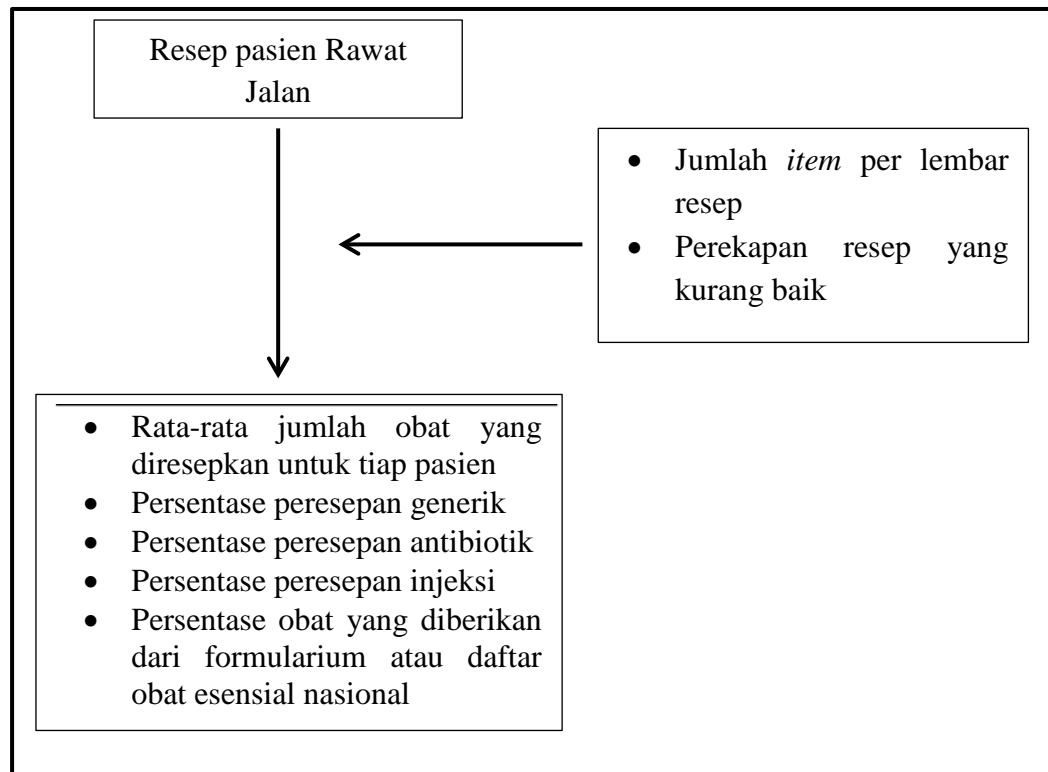 Resep pasien Rawat
Jalan
• Jumlah item per lembar
resep
• Perekapan resep yang
kurang baik
• Rata-rata jumlah obat yang
diresepkan untuk tiap pasien
• Persentase peresepan generik
• Persentase peresepan antibiotik
• Persentase peresepan injeksi
• Persentase obat yang diberikan
dari formularium atau daftar
obat esensial nasional